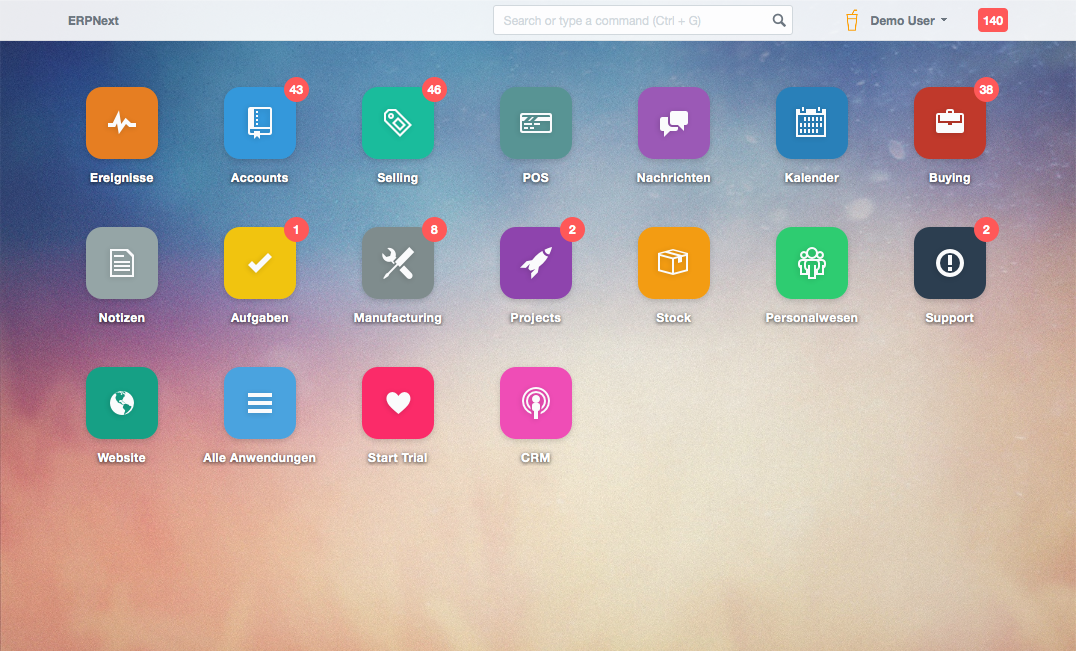 ERPNext
Search or type a command (Ctrl + G)
Demo User
140
43
46
38
Ereignisse
Accounts
Selling
POS
Nachrichten
Kalender
Buying
1
8
2
2
Notizen
Aufgaben
Manufacturing
Projects
Stock
Personalwesen
Support
Website
Alle Anwendungen
Start Trial
CRM